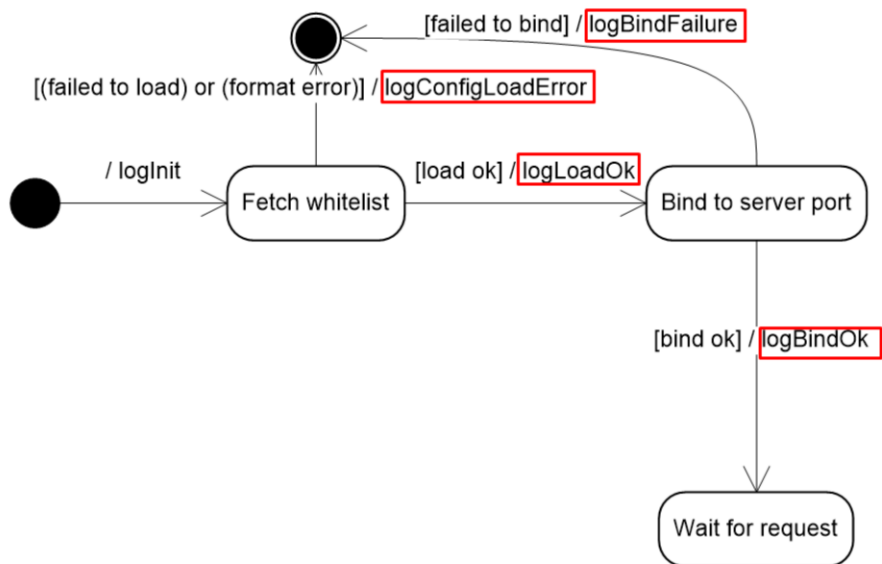 [failed to bind] / logBindFailure
[(failed to load) or (format error)] / logConfigLoadError
/ logInit
[load ok] / logLoadOk
Fetch whitelist
Bind to server port
[bind ok] / logBindOk
Wait for request